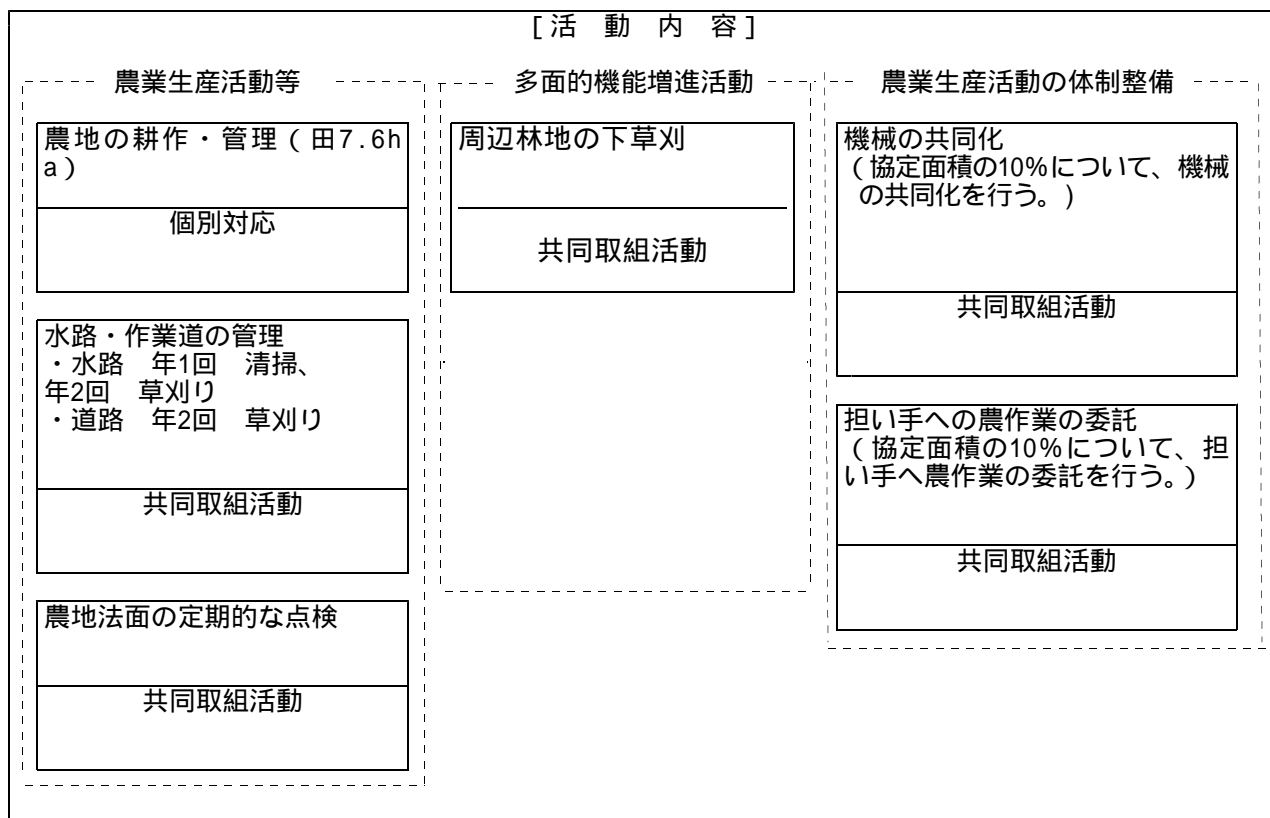 [活 動 内 容]
農業生産活動等
農地の耕作・管理(田7.6h
a)
個別対応
水路・作業道の管理
・水路 年1回 清掃、
年2回 草刈り
・道路 年2回 草刈り
共同取組活動
農地法面の定期的な点検
共同取組活動
多面的機能増進活動
周辺林地の下草刈
共同取組活動
農業生産活動の体制整備
機械の共同化
(協定面積の10%について、機械
の共同化を行う。)
共同取組活動
担い手への農作業の委託
(協定面積の10%について、担
い手へ農作業の委託を行う。)
共同取組活動